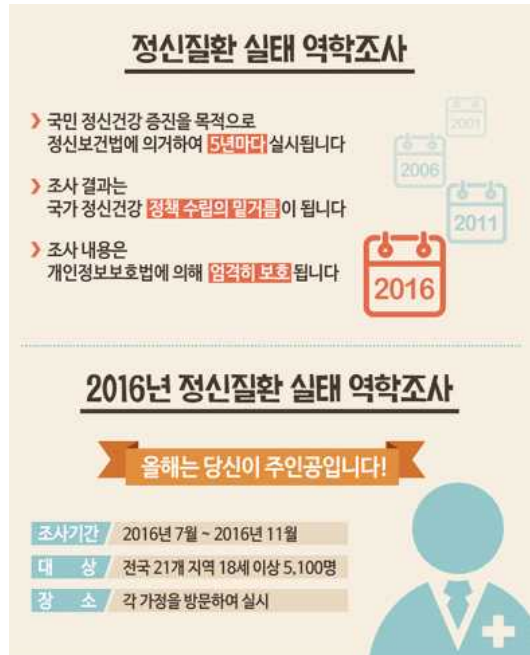 정신질환 실태 역학조사
국민 정신건강 증진을 목적으로
정신보건법에 의거하여 5년마다 실시됩니다
조사 결과는
국가 정신건강 정책 수립의 밑거름이 됩니다
조사 내용은
개인정보보호법에 의해 엄격히 보호됩니다
2001
2006
2011
2016
2016년 정신질환 실태 역학조사
올해는 당신이 주인공입니다!
조사기간 2016년 7월 ~ 2016년 11월
대 상 전국 21개 지역 18세 이상 5,100명
장 소 각 가정을 방문하여 실시